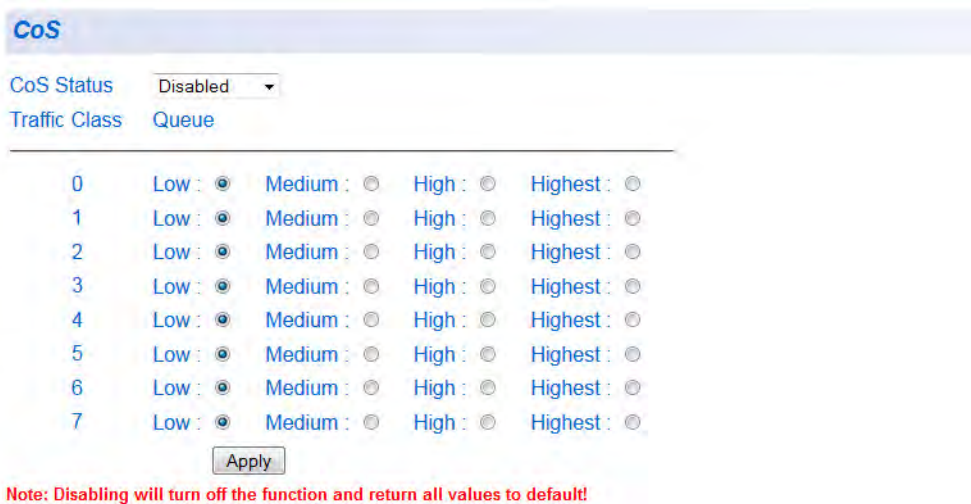 CoS
CoS Status Disabled
Traffic Class Queue
0 Low : Medium : High : Highest :
1 Low : Medium : High : Highest :
2 Low : Medium : High : Highest :
3 Low : Medium : High : Highest :
4 Low : Medium : High : Highest :
5 Low : Medium : High : Highest :
6 Low : Medium : High : Highest :
7 Low : Medium : High : Highest :
Apply
Note: Disabling will turn off the function and return all values to default!